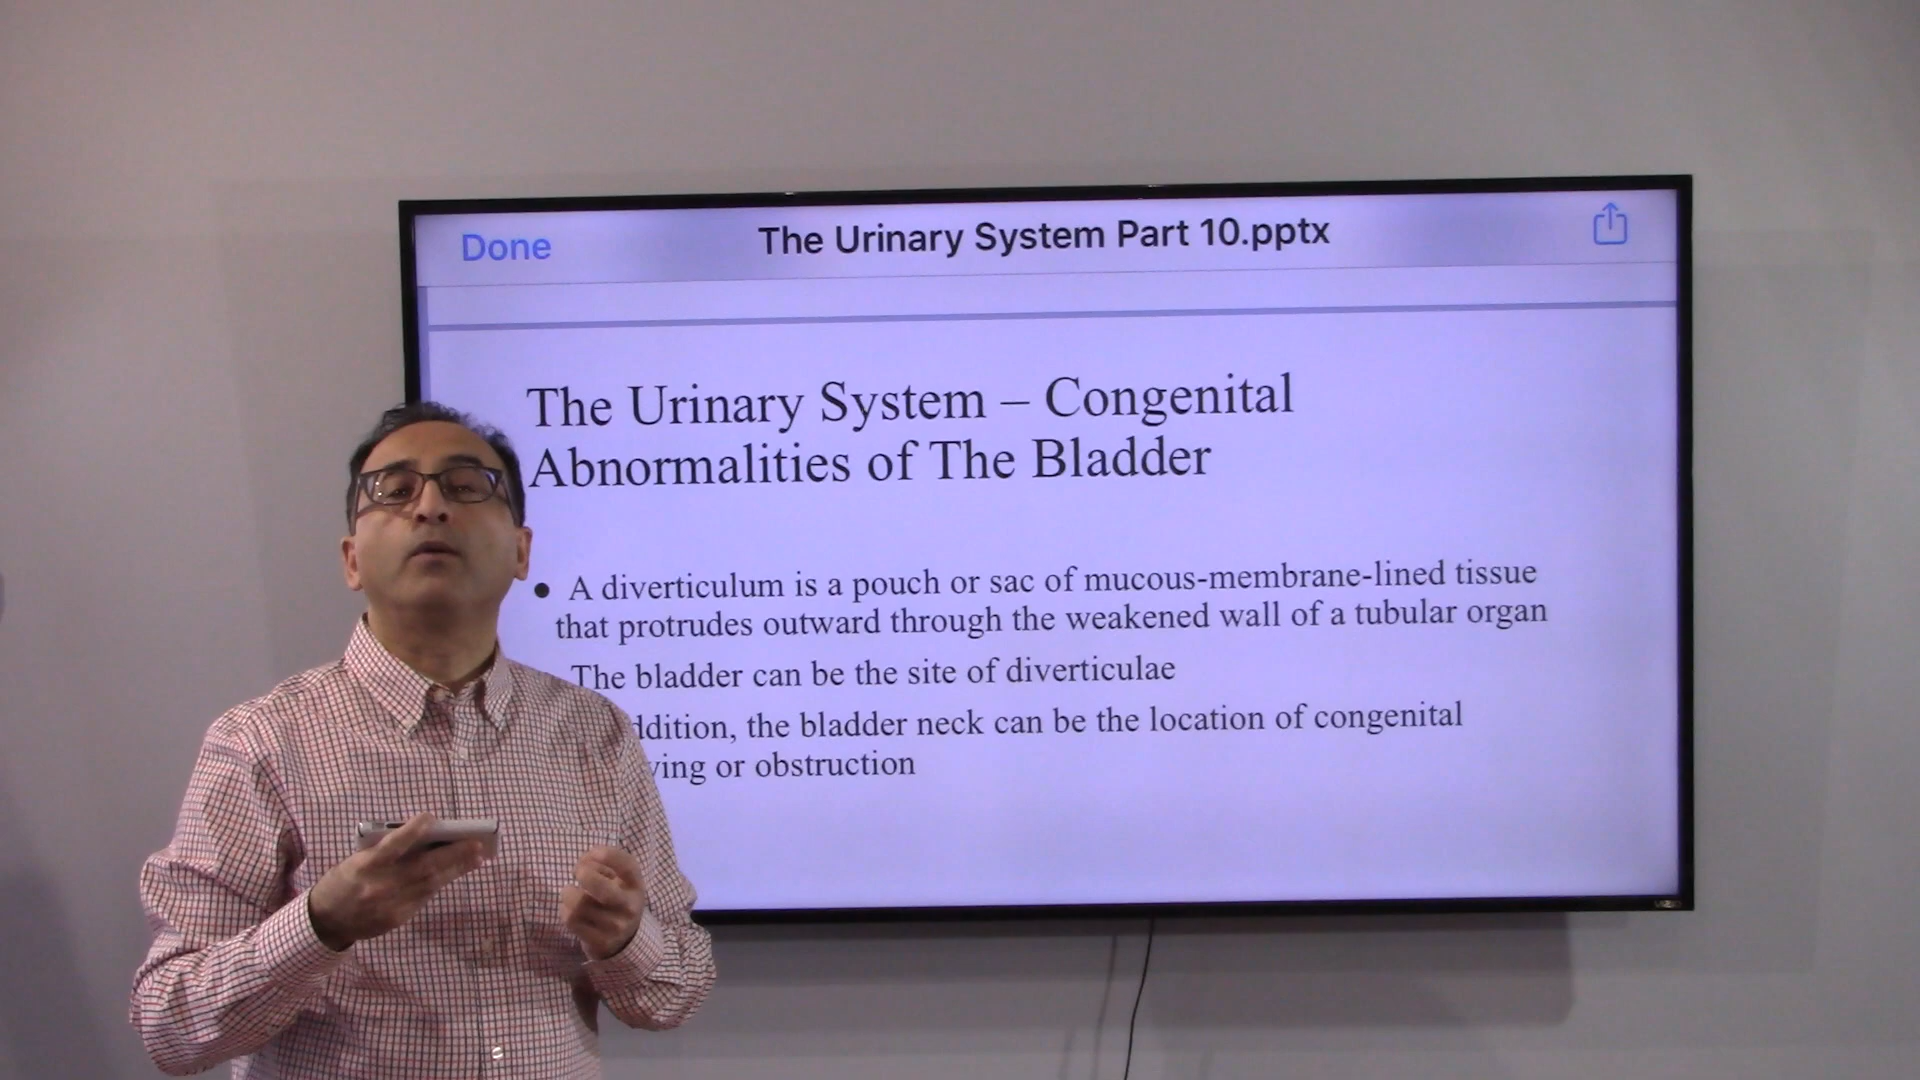 Done
The Urinary System Part 10.pptx
The Urinary System – Congenital
Abnormalities of The Bladder
• A diverticulum is a pouch or sac of mucous-membrane-lined tissue
that protrudes outward through the weakened wall of a tubular organ
The bladder can be the site of diverticulae
the bladder neck can be the location of congenital
or obstruction
VIZIO